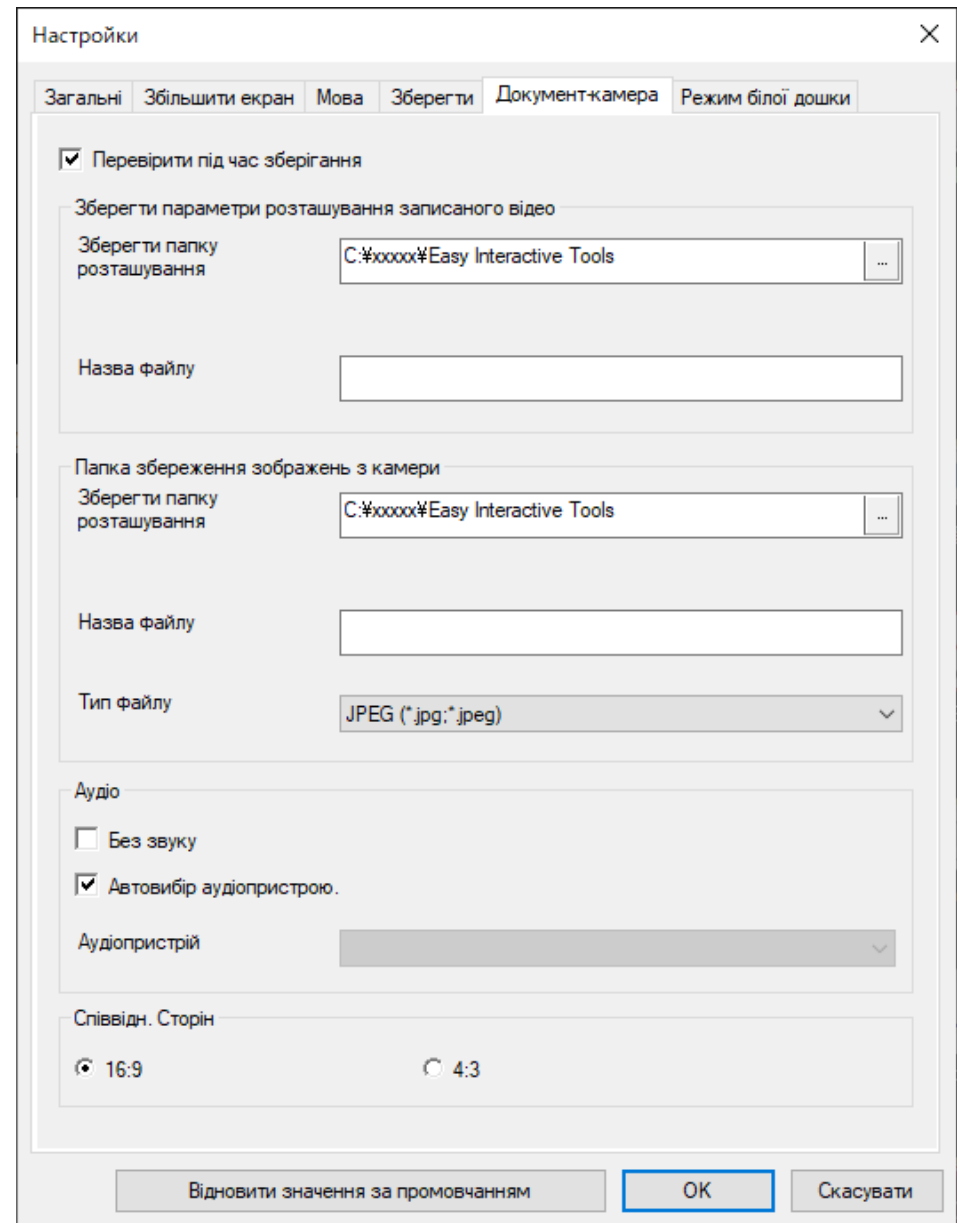 Настройки
Загальні Збільшити екран Мова Зберегти Документ-камера Режим білої дошки
Перевірити під час зберігання
Зберегти параметри розташування записаного відео
Зберегти папку
розташування
C:¥xxxxx¥Easy Interactive Tools
...
Назва файлу
Папка збереження зображень з камери
Зберегти папку
розташування
C:¥xxxxx¥Easy Interactive Tools
...
Назва файлу
Тип файлу
JPEG (*.jpg;*.jpeg)
Аудіо
Без звуку
Автовибір аудіопристрою.
Аудіопристрій
Співвідн. Сторін
16:9 4:3
Відновити значення за промовчанням OK Скасувати